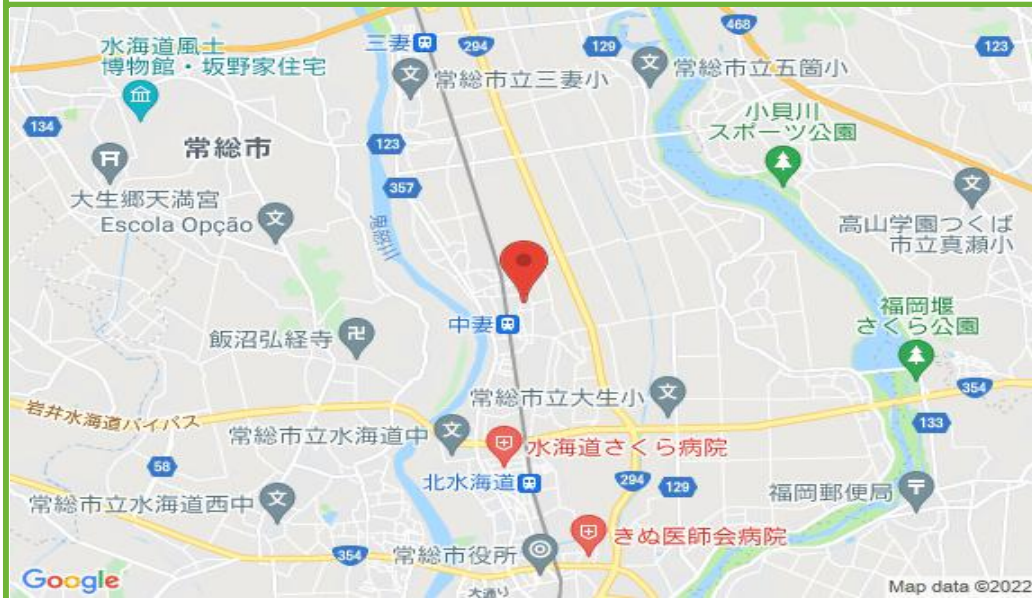 468
三妻
294
129
123
水海道風土
博物館・坂野家住宅
常総市立三妻小
常総市立五箇小
小貝川
スポーツ公園
134
常総市
123
357
大生郷天満宮
Escola Opção
鬼怒川
高山学園つくば
市立真瀬小
中妻
飯沼弘経寺
福岡堰
さくら公園
常総市立大生小
354
岩井水海道バイパス
常総市立水海道中
133
水海道さくら病院
58
北水海道
294
129
福岡郵便局
常総市立水海道西中
きぬ医師会病院
354
常総市役所
大通り
Google
Map data ©2022